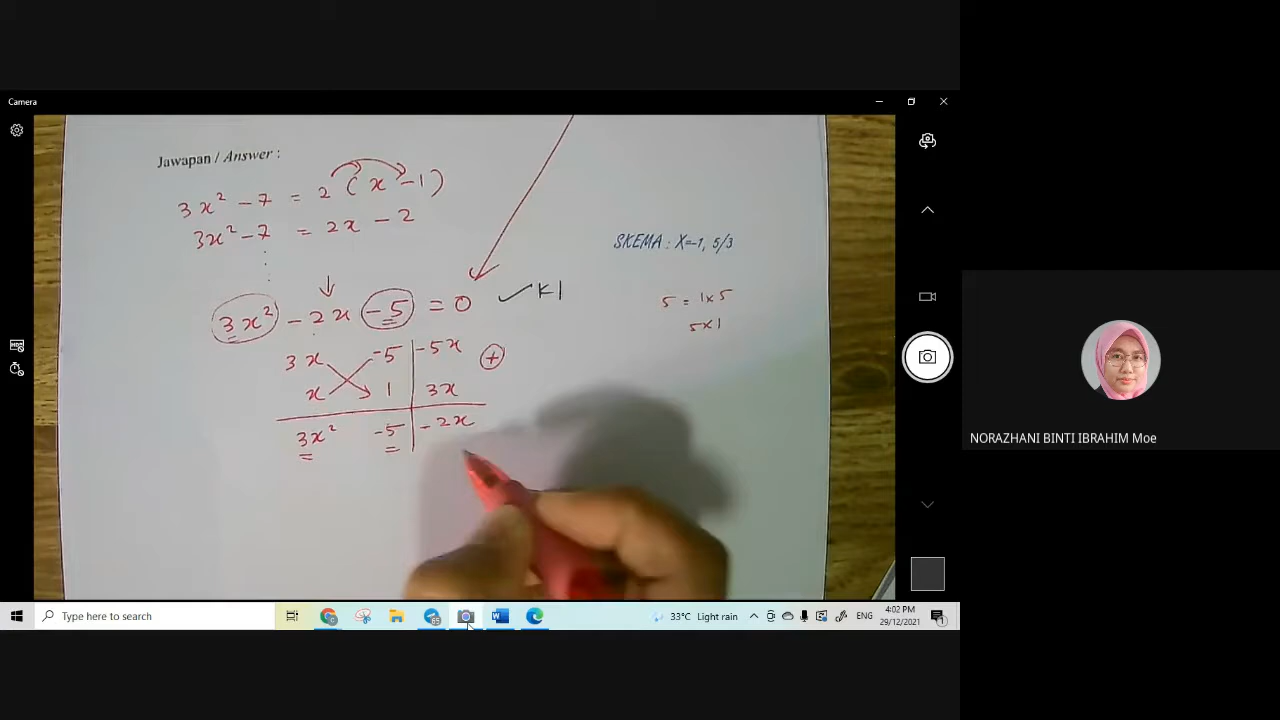 Camera
Jawapan / Answer :
3x² - 7 = 2 (x - 1)
3x² - 7 = 2x - 2
SKEMA : X=-1, 5/3
3x² - 2x - 5 = 0 ✓ K1
5 = 1 x 5
5 x 1
3x -5 -5x (+)
x 1 3x
3x² -5 -2x
NORAZHANI BINTI IBRAHIM Moe
Type here to search
33°C Light rain
ENG
4:02 PM
29/12/2021